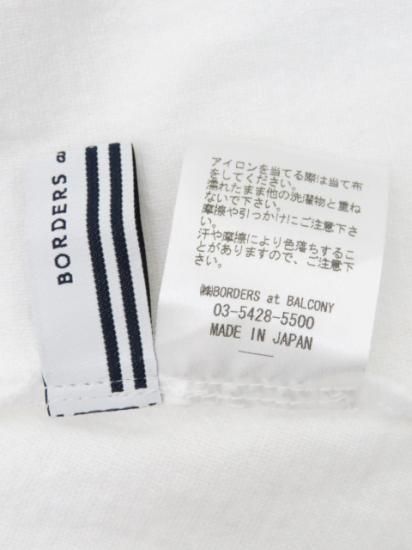 BORDERS a
アイロンを当てる際は当て布
をしてください。
濡れたまま他の洗濯物と重ね
ないで下さい。
摩擦や引っかけにご注意下さ
い。
汗や摩擦により色落ちするこ
とがありますので、ご注意下
さい。
㈱BORDERS at BALCONY
03-5428-5500
MADE IN JAPAN